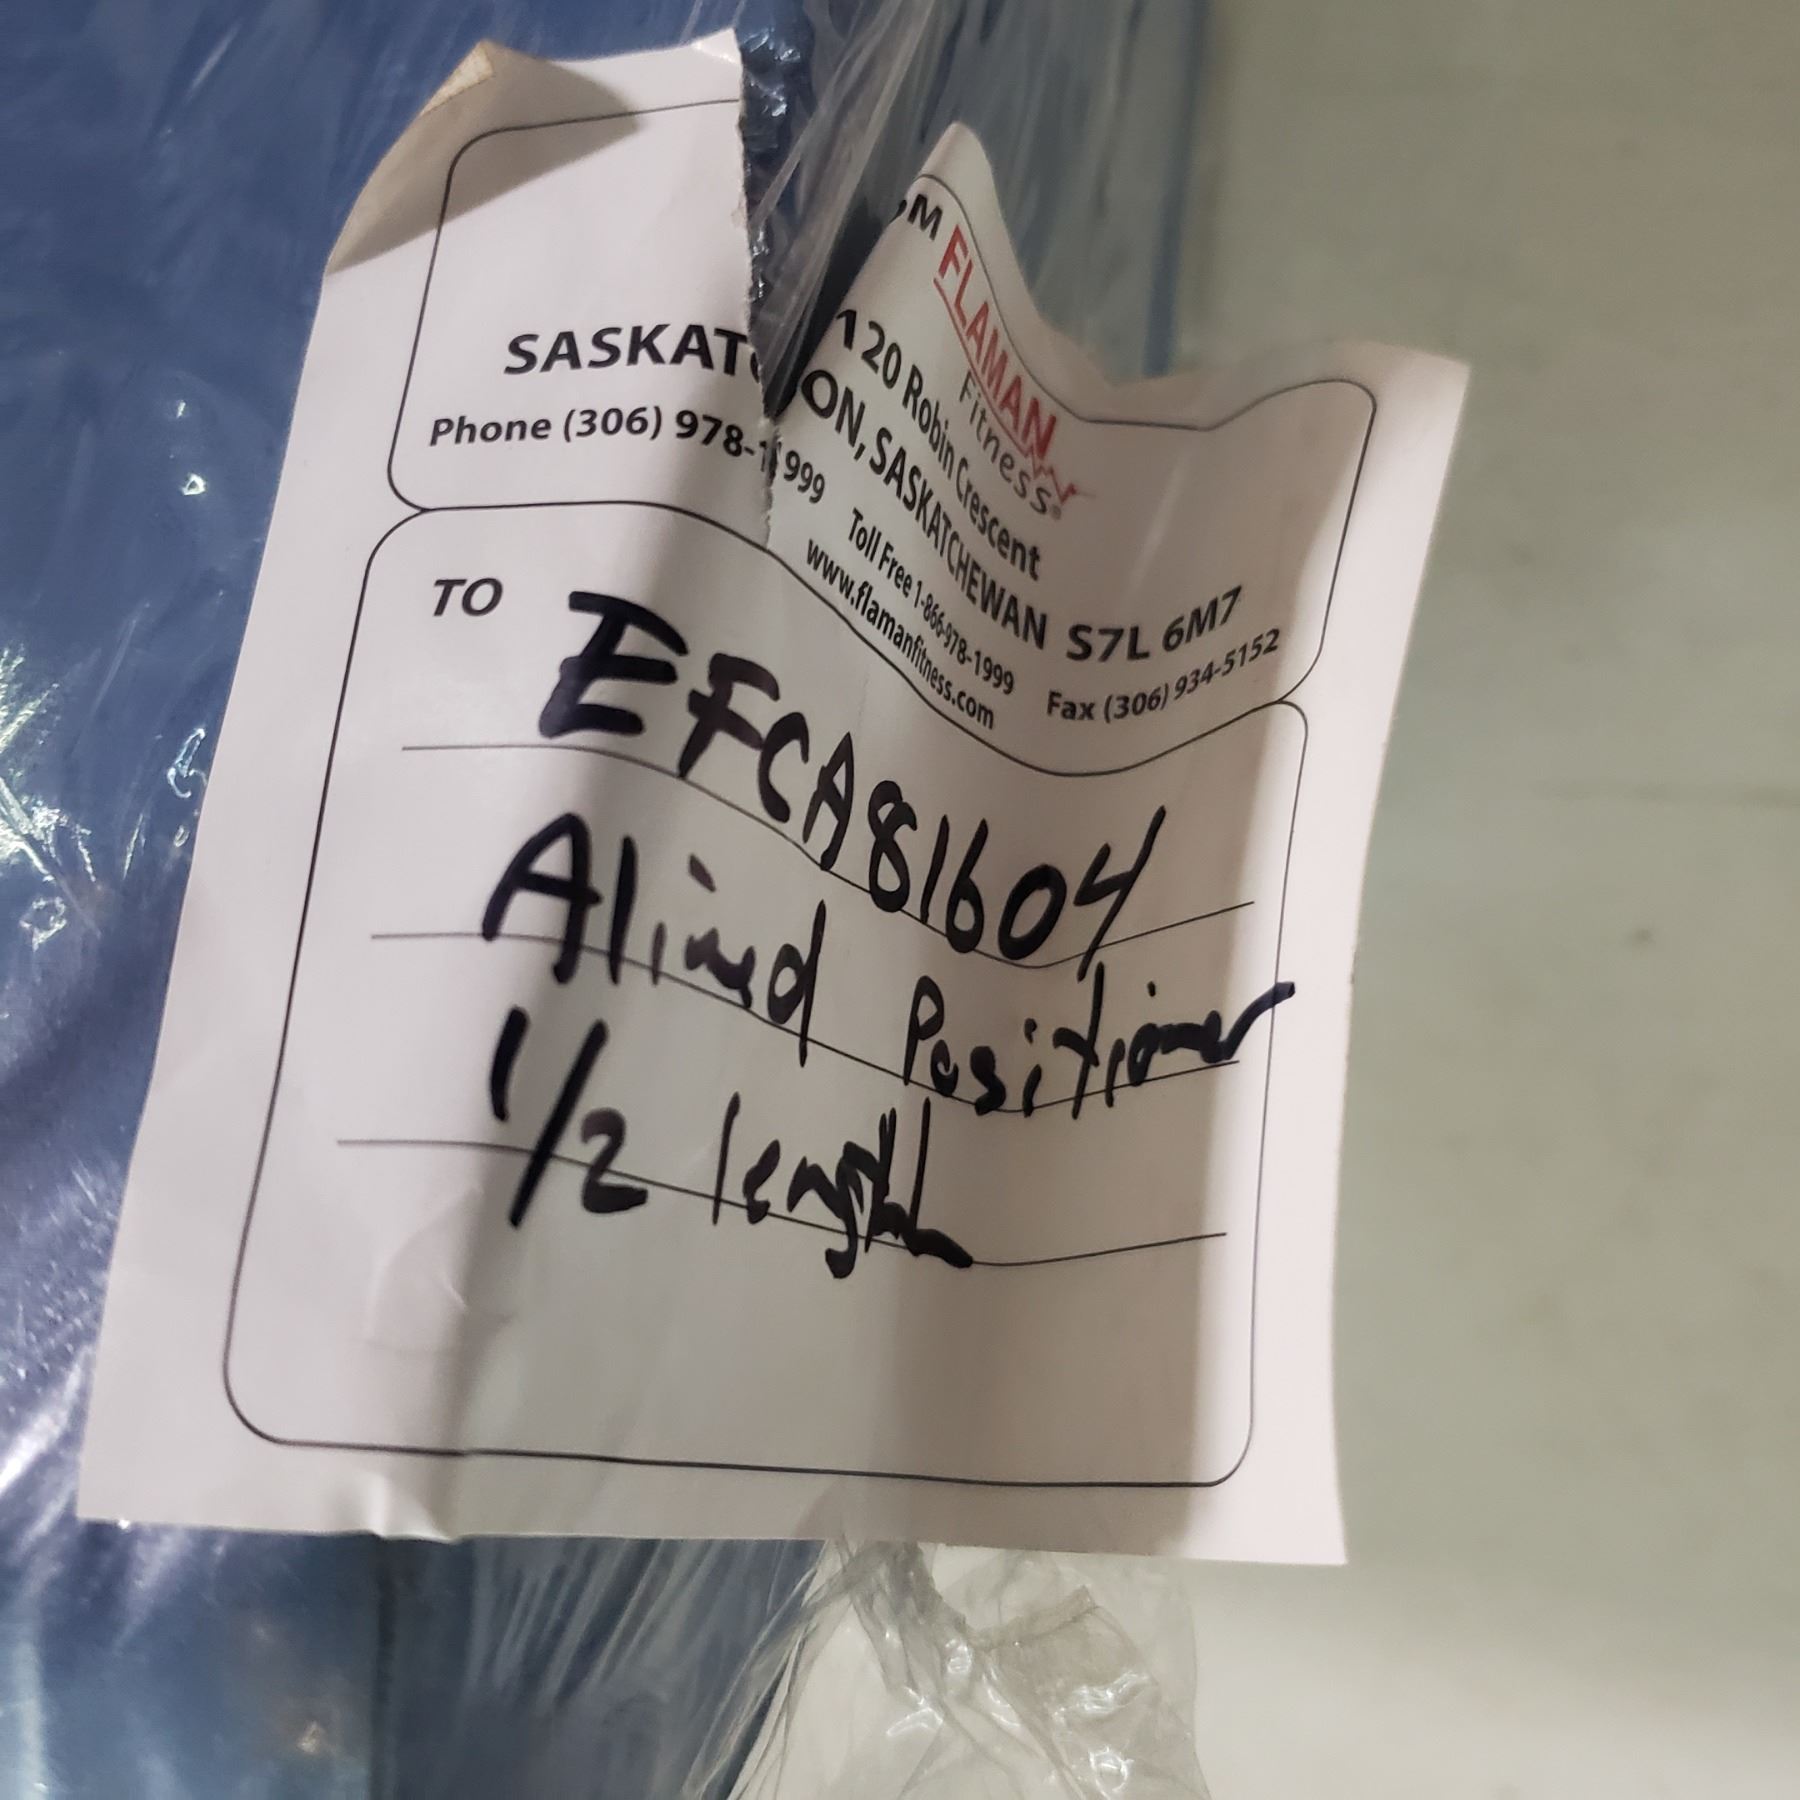 OM FLAMAN
Fitness®
120 Robin Crescent
SASKATOON, SASKATCHEWAN S7L 6M7
Phone (306) 978-1999 Toll Free 1-866-978-1999 Fax (306) 934-5152
www.flamanfitness.com
TO EFCA81604
Alimed Positioner
1/2 length